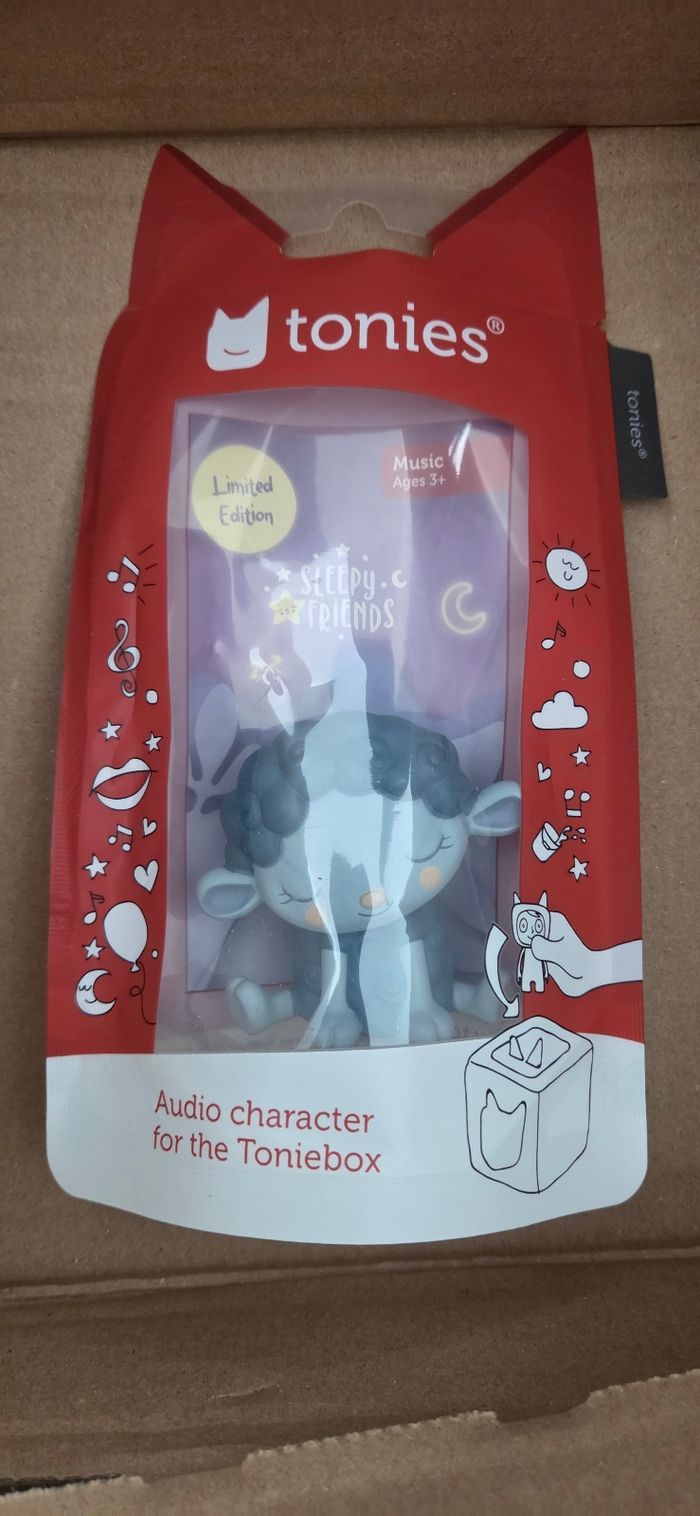 tonies®
tonies®
Limited
Edition
Music
Ages 3+
SLEEPY
FRIENDS
Audio character
for the Toniebox